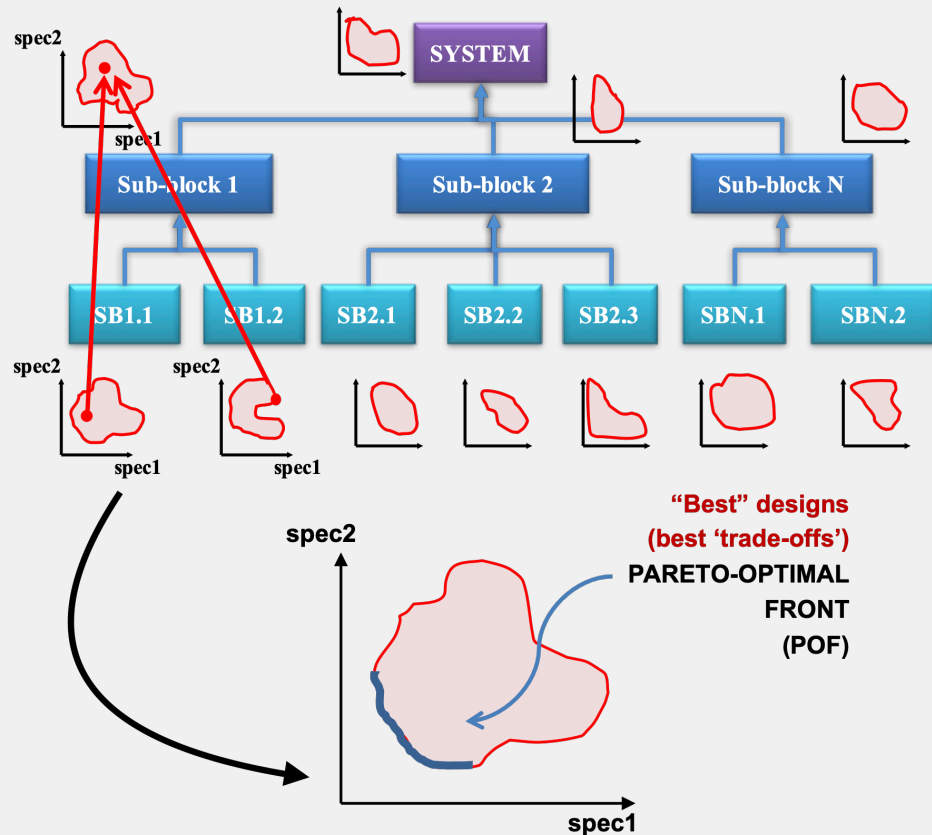 spec2
SYSTEM
spec1
Sub-block 1
Sub-block 2
Sub-block N
SB1.1
SB1.2
SB2.1
SB2.2
SB2.3
SBN.1
SBN.2
spec2
spec2
spec1
spec1
“Best” designs
(best ‘trade-offs’)
PARETO-OPTIMAL
FRONT
(POF)
spec2
spec1